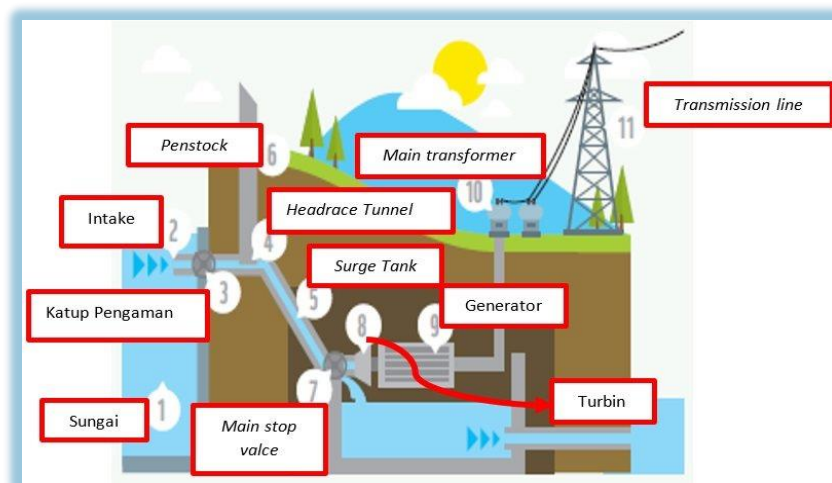 Transmission line
11
Penstock
6
Main transformer
10
Headrace Tunnel
Intake
2
4
Surge Tank
3
5
Generator
Katup Pengaman
8
9
7
Turbin
1
Sungai
Main stop
valce